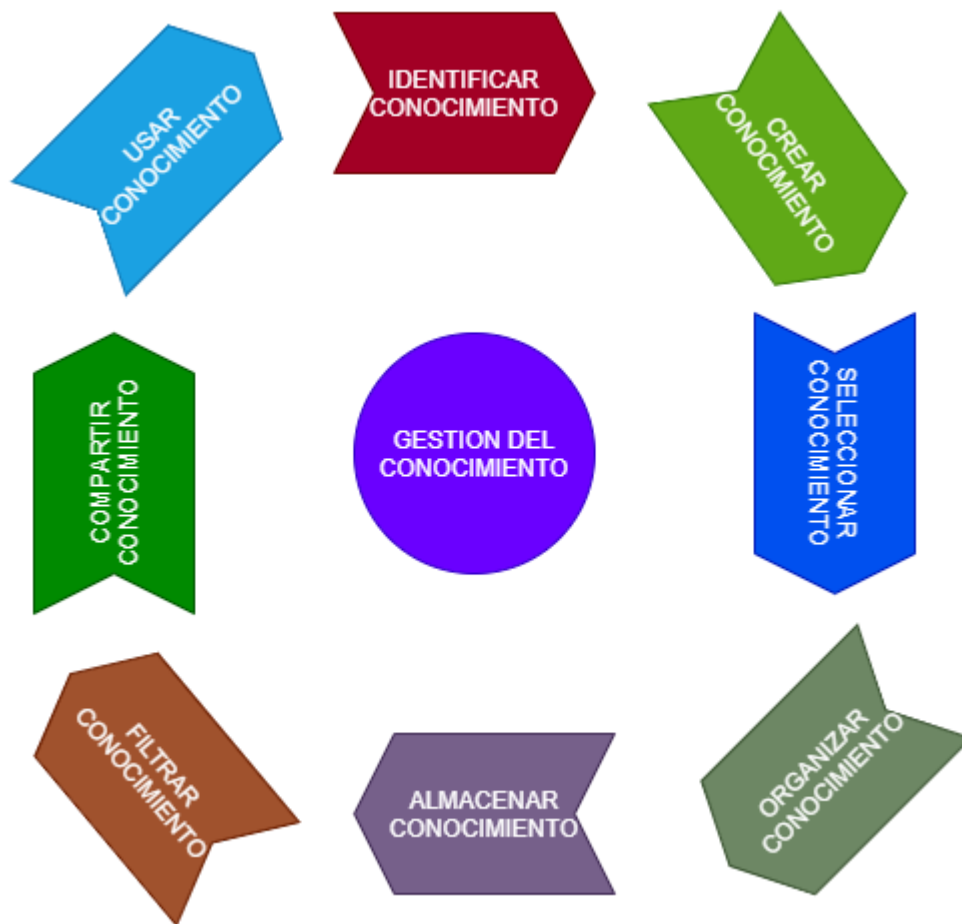 IDENTIFICAR
CONOCIMIENTO
CREAR
CONOCIMIENTO
SELECCIONAR
CONOCIMIENTO
ORGANIZAR
CONOCIMIENTO
ALMACENAR
CONOCIMIENTO
FILTRAR
CONOCIMIENTO
COMPARTIR
CONOCIMIENTO
USAR
CONOCIMIENTO
GESTION DEL
CONOCIMIENTO